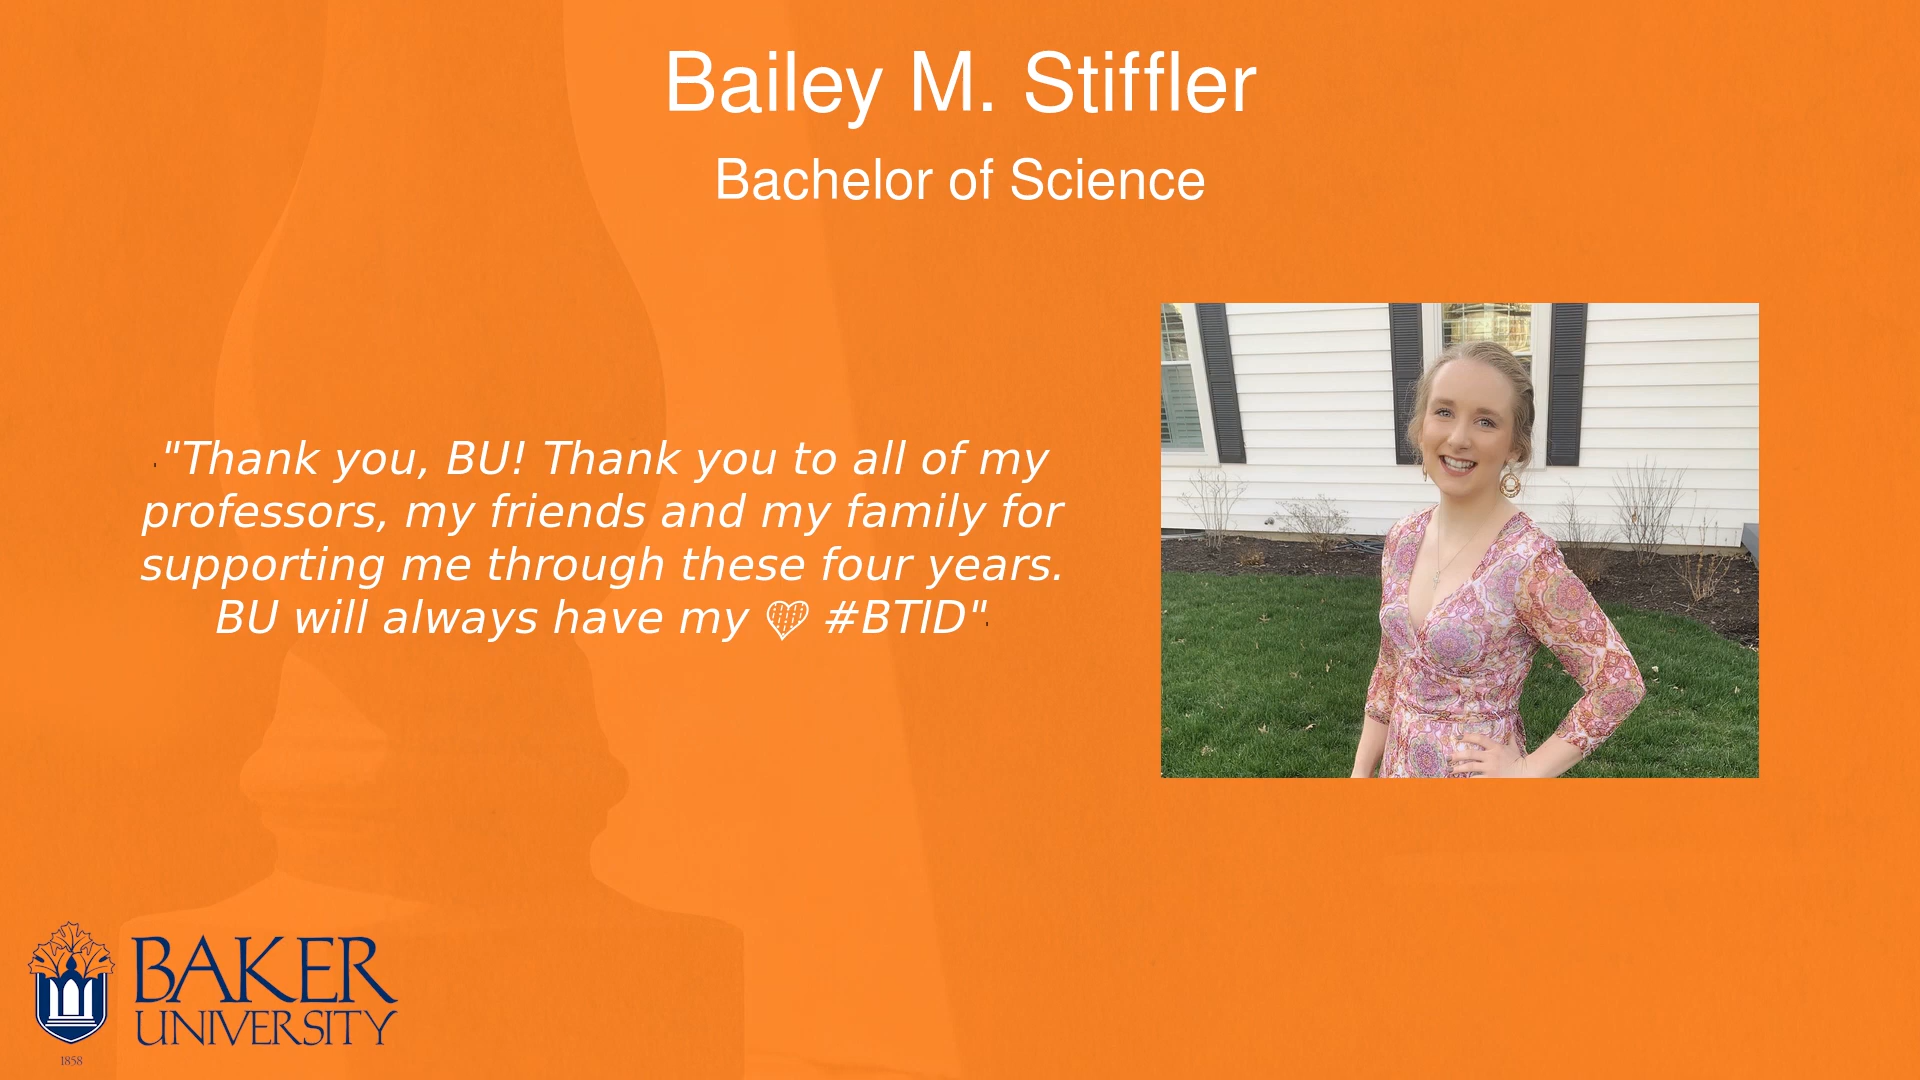 Bailey M. Stiffler
Bachelor of Science
"Thank you, BU! Thank you to all of my
professors, my friends and my family for
supporting me through these four years.
BU will always have my 💛 #BTID"
BAKER
UNIVERSITY
1858